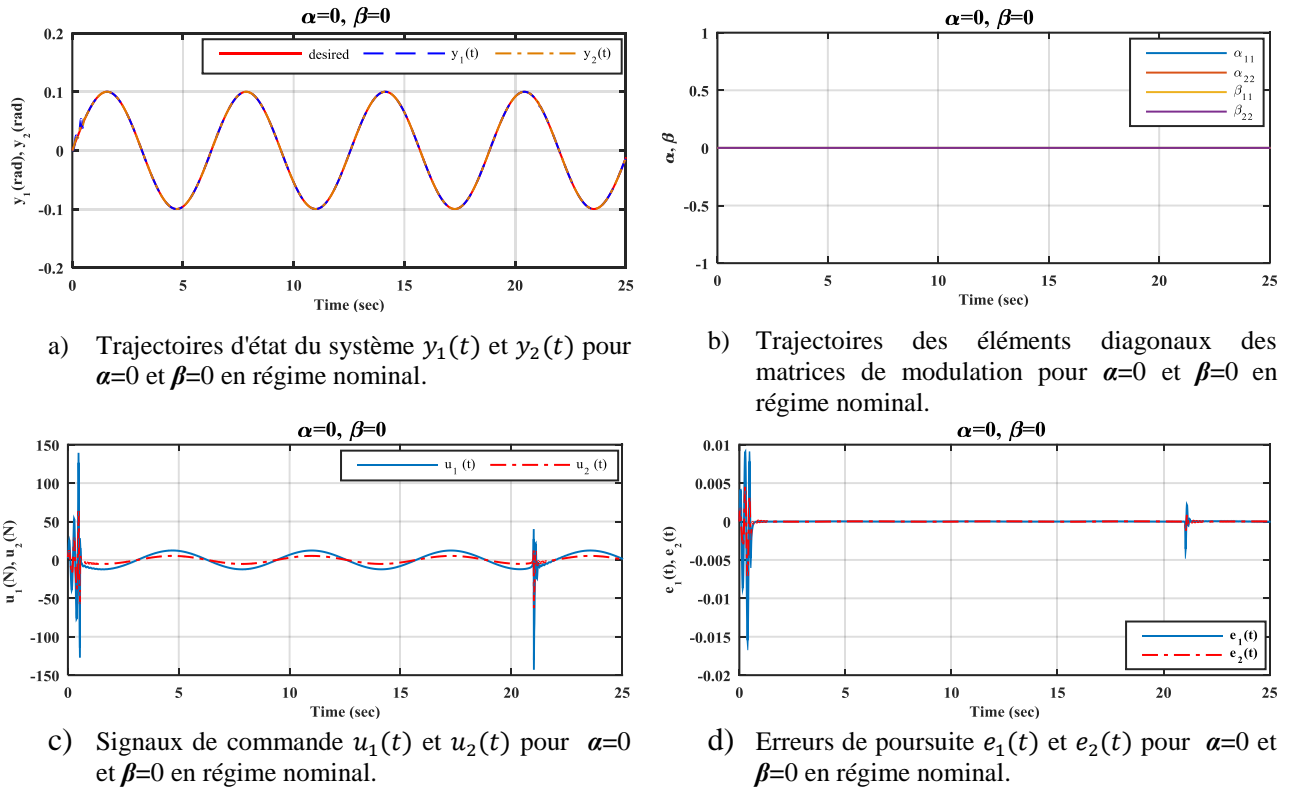 α=0, β=0
0.2
0.1
0
-0.1
-0.2
y1(rad), y2(rad)
desired y1(t) y2(t)
0 5 10 15 20 25
Time (sec)
a) Trajectoires d'état du système y1(t) et y2(t) pour
α=0 et β=0 en régime nominal.
α=0, β=0
1
0.5
0
-0.5
-1
α, β
α11
α22
β11
β22
0 5 10 15 20 25
Time (sec)
b) Trajectoires des éléments diagonaux des
matrices de modulation pour α=0 et β=0 en
régime nominal.
α=0, β=0
150
100
50
0
-50
-100
-150
u1(N), u2(N)
u1 (t) u2 (t)
0 5 10 15 20 25
Time (sec)
c) Signaux de commande u1(t) et u2(t) pour α=0
et β=0 en régime nominal.
α=0, β=0
0.01
0.005
0
-0.005
-0.01
-0.015
-0.02
e1(t), e2(t)
e1(t)
e2(t)
0 5 10 15 20 25
Time (sec)
d) Erreurs de poursuite e1(t) et e2(t) pour α=0 et
β=0 en régime nominal.